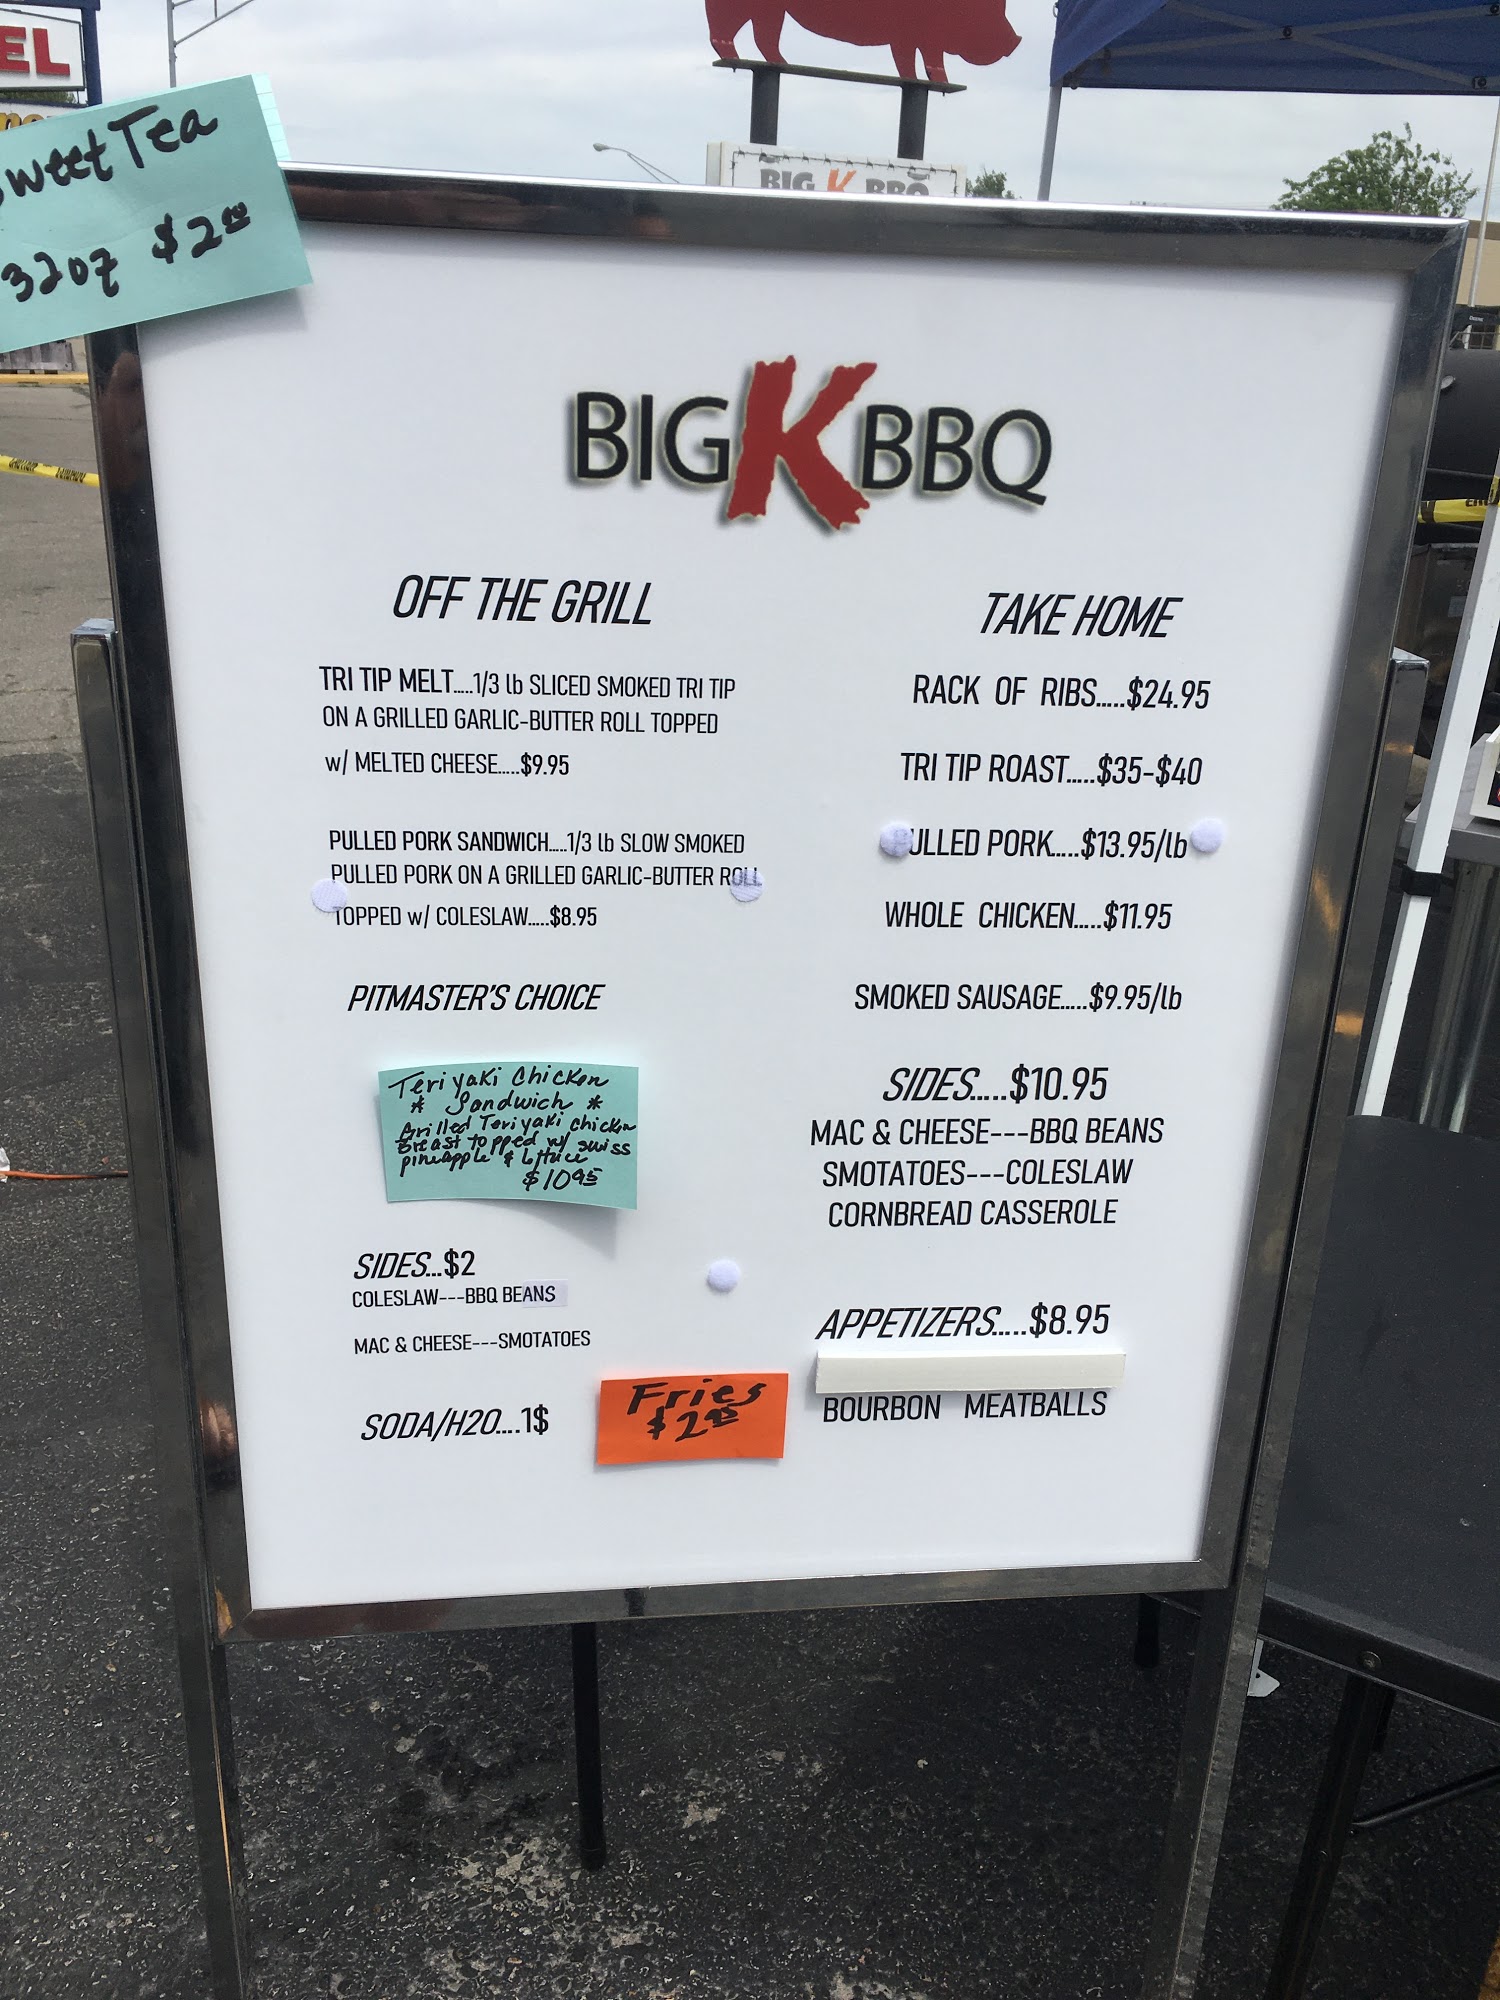 EL
Sweet Tea
32oz $2.00
BIG K BBQ
BIG K BBQ
OFF THE GRILL
TRI TIP MELT.....1/3 lb SLICED SMOKED TRI TIP
ON A GRILLED GARLIC-BUTTER ROLL TOPPED
w/ MELTED CHEESE.....$9.95
PULLED PORK SANDWICH.....1/3 lb SLOW SMOKED
PULLED PORK ON A GRILLED GARLIC-BUTTER ROLL
TOPPED w/ COLESLAW.....$8.95
PITMASTER'S CHOICE
Teriyaki Chicken
* Sandwich *
Grilled Teriyaki chicken
Breast topped w/ swiss
pineapple & lettuce
$10.95
SIDES...$2
COLESLAW---BBQ BEANS
MAC & CHEESE---SMOTATOES
SODA/H2O....1$
Fries
$2.95
TAKE HOME
RACK OF RIBS.....$24.95
TRI TIP ROAST.....$35-$40
PULLED PORK.....$13.95/lb
WHOLE CHICKEN.....$11.95
SMOKED SAUSAGE.....$9.95/lb
SIDES.....$10.95
MAC & CHEESE---BBQ BEANS
SMOTATOES---COLESLAW
CORNBREAD CASSEROLE
APPETIZERS.....$8.95
BOURBON MEATBALLS